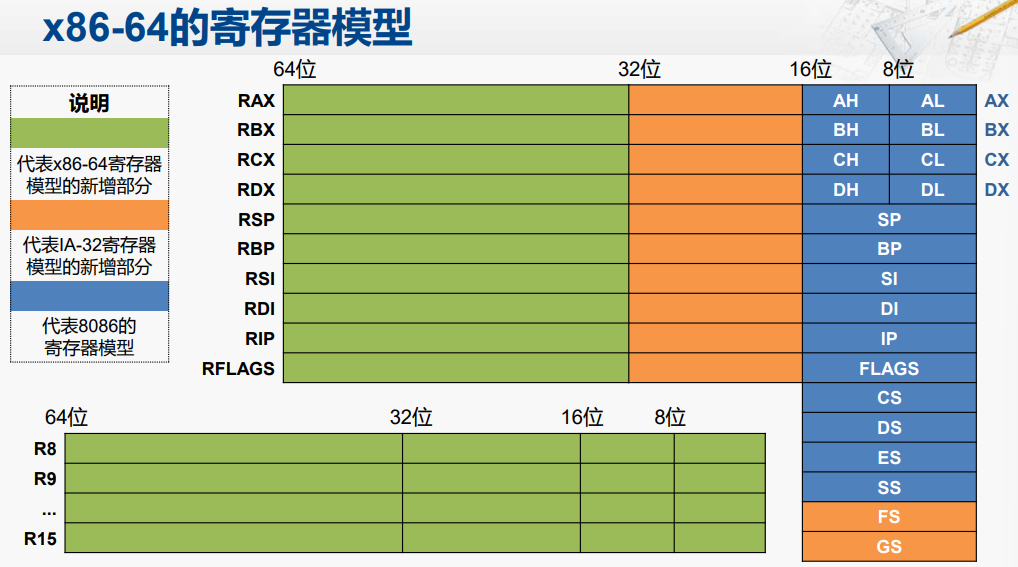 x86-64的寄存器模型
说明
代表x86-64寄存器
模型的新增部分
代表IA-32寄存器
模型的新增部分
代表8086的
寄存器模型
64位 32位 16位 8位
RAX AH AL AX
RBX BH BL BX
RCX CH CL CX
RDX DH DL DX
RSP SP
RBP BP
RSI SI
RDI DI
RIP IP
RFLAGS FLAGS
CS
DS
ES
SS
FS
GS
64位 32位 16位 8位
R8
R9
...
R15